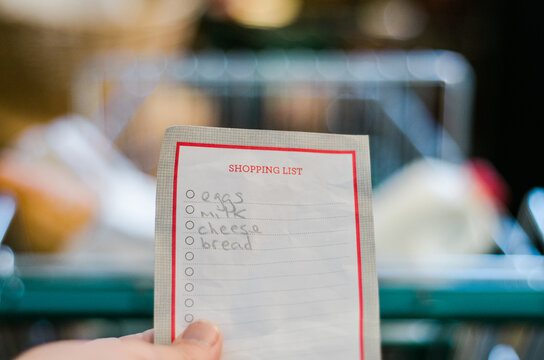 SHOPPING LIST
eggs
milk
cheese
bread